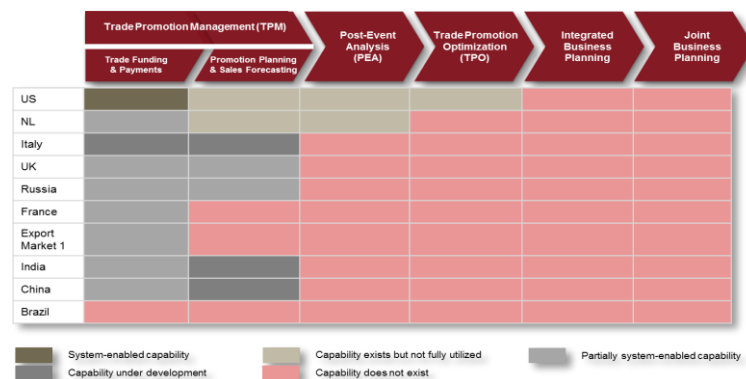 Trade Promotion Management (TPM)
Trade Funding
& Payments
Promotion Planning
& Sales Forecasting
Post-Event
Analysis
(PEA)
Trade Promotion
Optimization
(TPO)
Integrated
Business
Planning
Joint
Business
Planning
US
NL
Italy
UK
Russia
France
Export
Market 1
India
China
Brazil
System-enabled capability
Capability exists but not fully utilized
Partially system-enabled capability
Capability under development
Capability does not exist